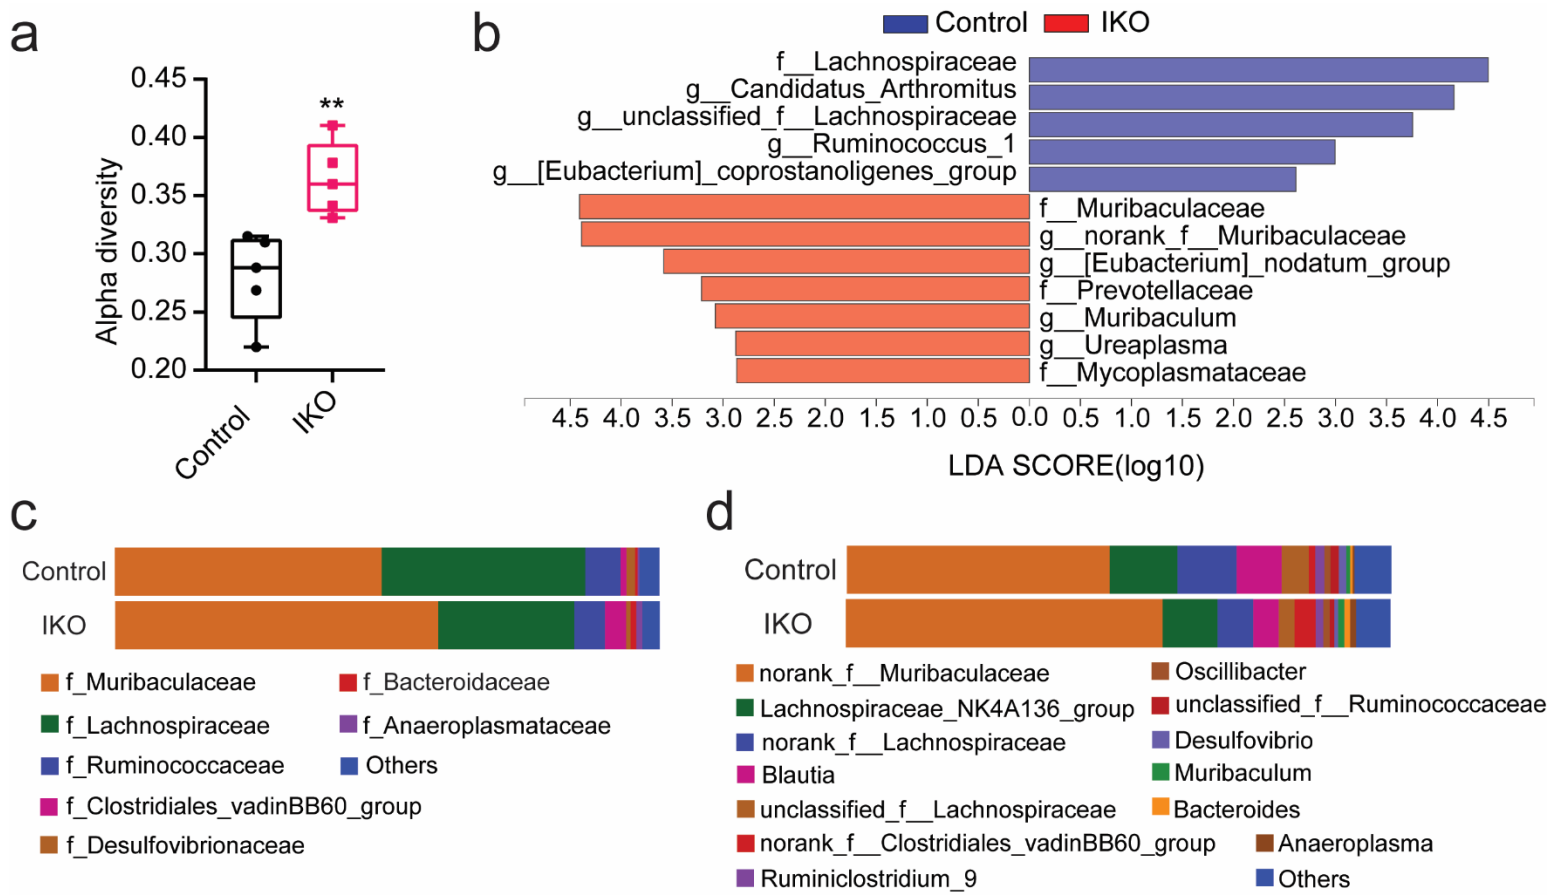 a
0.45
0.40
0.35
0.30
0.25
0.20
Alpha diversity
**
Control
IKO
b
Control
IKO
f__Lachnospiraceae
g__Candidatus_Arthromitus
g__unclassified_f__Lachnospiraceae
g__Ruminococcus_1
g__[Eubacterium]_coprostanoligenes_group
f__Muribaculaceae
g__norank_f__Muribaculaceae
g__[Eubacterium]_nodatum_group
f__Prevotellaceae
g__Muribaculum
g__Ureaplasma
f__Mycoplasmataceae
4.5 4.0 3.5 3.0 2.5 2.0 1.5 1.0 0.5 0.0 0.5 1.0 1.5 2.0 2.5 3.0 3.5 4.0 4.5
LDA SCORE(log10)
c
Control
IKO
f_Muribaculaceae
f_Lachnospiraceae
f_Ruminococcaceae
f_Clostridiales_vadinBB60_group
f_Desulfovibrionaceae
f_Bacteroidaceae
f_Anaeroplasmataceae
Others
d
Control
IKO
norank_f__Muribaculaceae
Lachnospiraceae_NK4A136_group
norank_f__Lachnospiraceae
Blautia
unclassified_f__Lachnospiraceae
norank_f__Clostridiales_vadinBB60_group
Ruminiclostridium_9
Oscillibacter
unclassified_f__Ruminococcaceae
Desulfovibrio
Muribaculum
Bacteroides
Anaeroplasma
Others